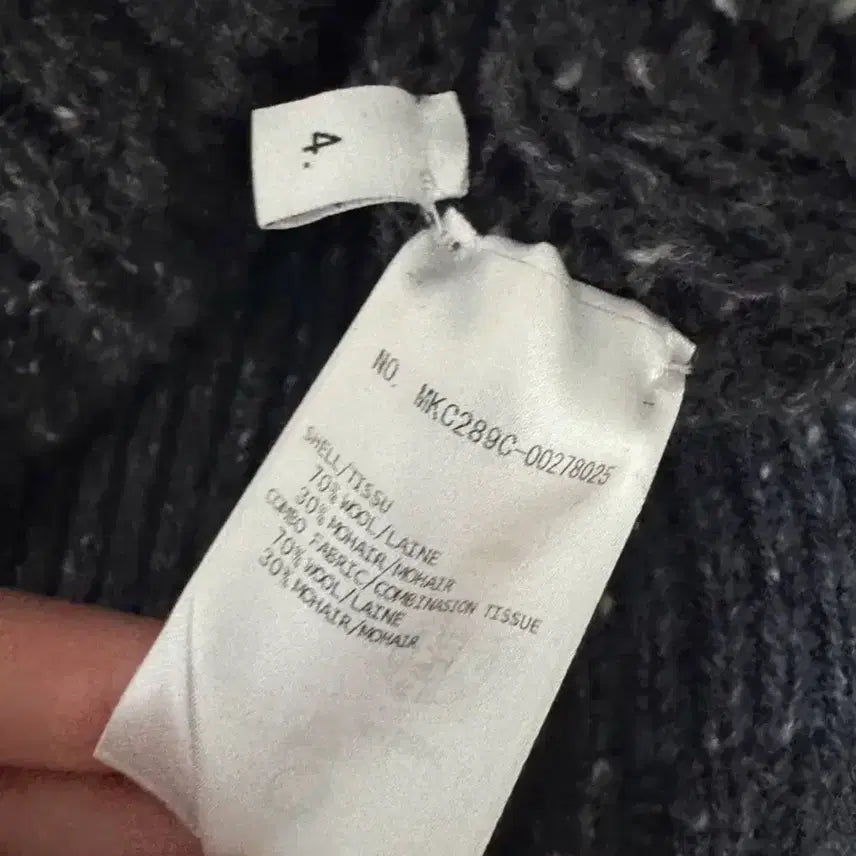 4.
NO. MKC289C-00278025
SHELL/TISSU
70% WOOL/LAINE
30% MOHAIR/MOHAIR
COMBO FABRIC/COMBINASION TISSUE
70% WOOL/LAINE
30% MOHAIR/MOHAIR